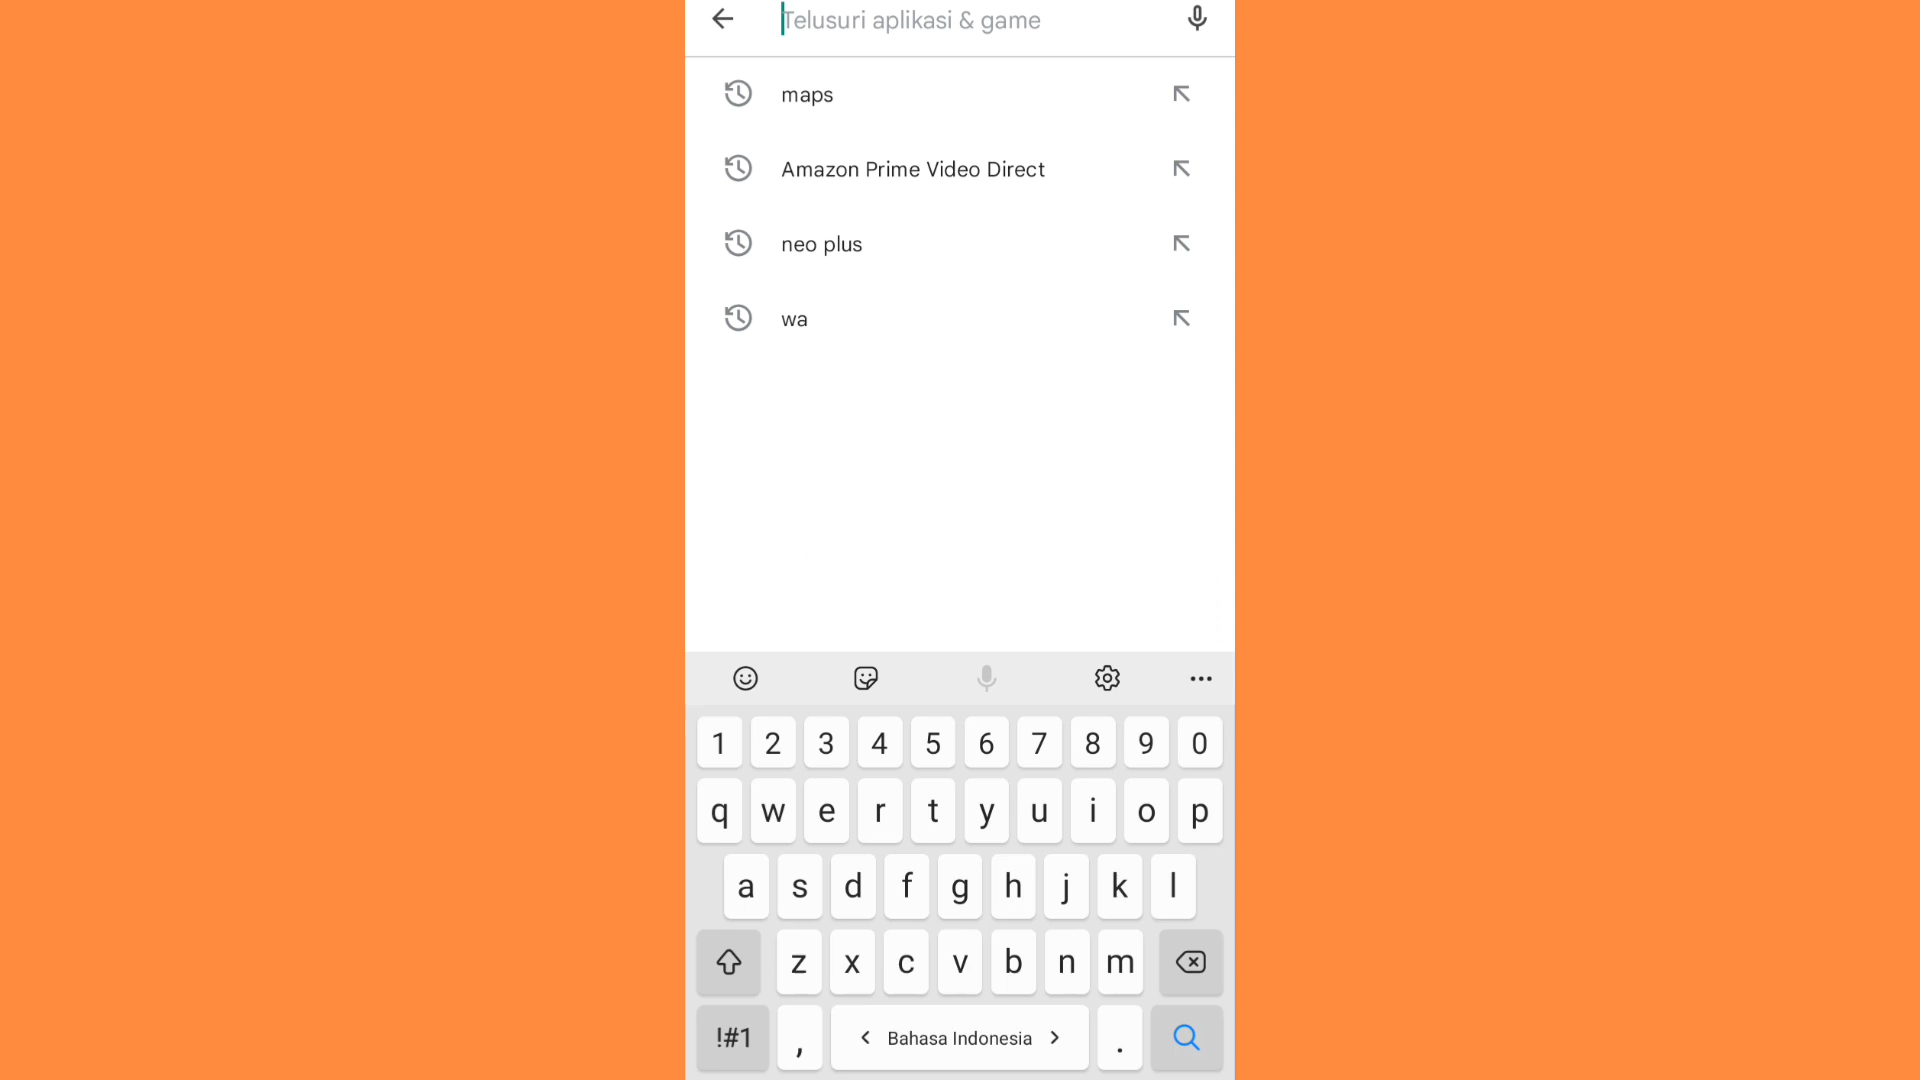 Telusuri aplikasi & game
maps
Amazon Prime Video Direct
neo plus
wa
1 2 3 4 5 6 7 8 9 0
q w e r t y u i o p
a s d f g h j k l
z x c v b n m
!#1 , < Bahasa Indonesia > .